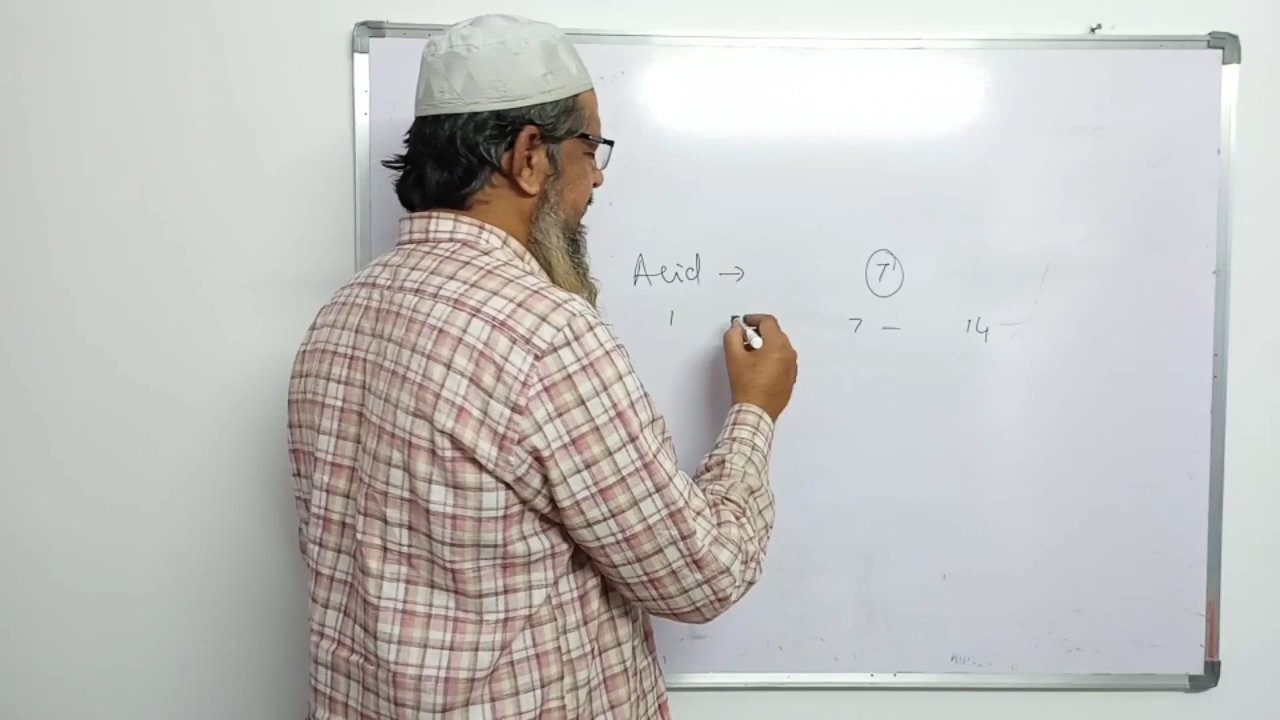 Acid → 7
1 7 - 14